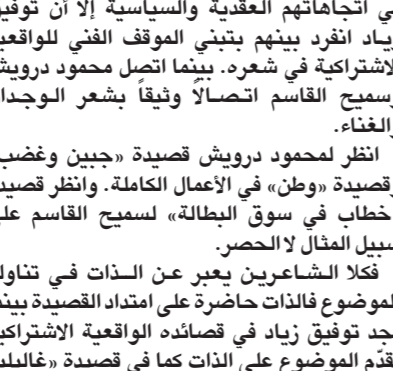 في اتجاهاتهم العقدية والسياسية إلا أن توفيق
زياد انفرد بينهم بتبني الموقف الفني للواقعية
الاشتراكية في شعره. بينما اتصل محمود درويش
وسميح القاسم اتصالاً وثيقاً بشعر الوجدان
والغناء.
انظر لمحمود درويش قصيدة «جبين وغضب»
وقصيدة «وطن» في الأعمال الكاملة. وانظر قصيدة
«خطاب في سوق البطالة» لسميح القاسم على
سبيل المثال لا الحصر.
فكلا الشاعرين يعبر عن الذات في تناول
الموضوع فالذات حاضرة على امتداد القصيدة بينما
نجد توفيق زياد في قصائده الواقعية الاشتراكية
يقدّم الموضوع على الذات كما في قصيدة